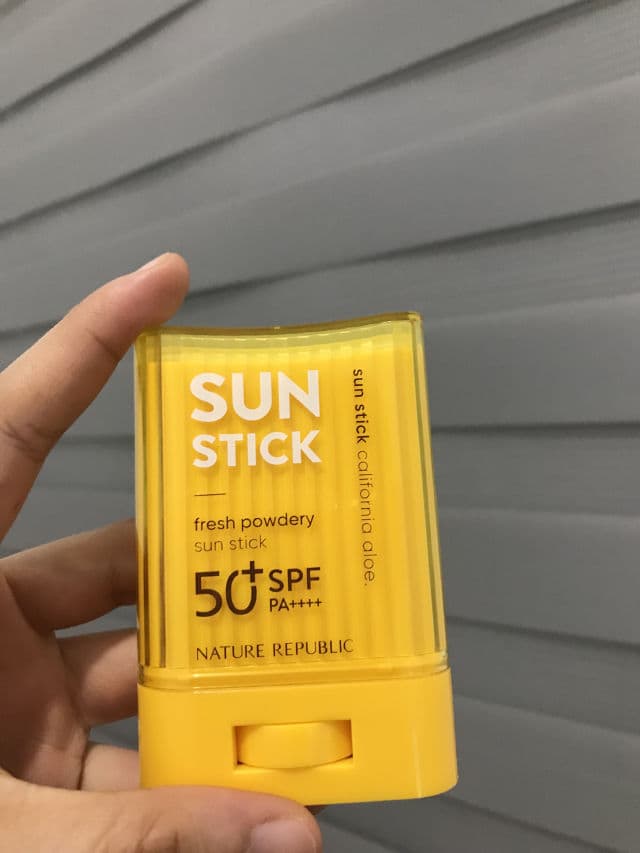 SUN
STICK
fresh powdery
sun stick
50+ SPF
PA++++
NATURE REPUBLIC
sun stick california aloe.